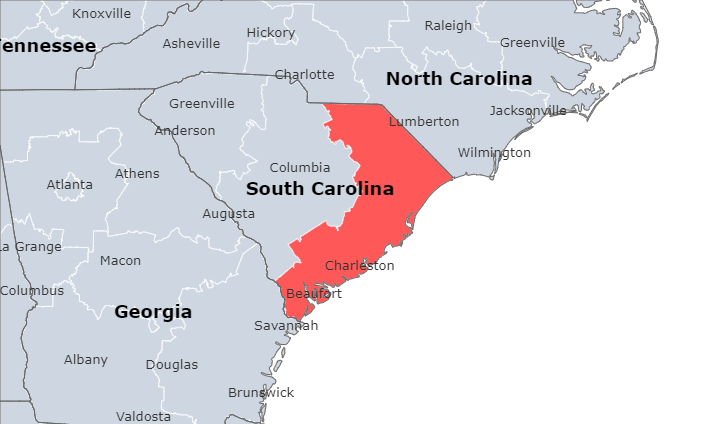 Knoxville
Raleigh
Hickory
Asheville
Greenville
ennessee
Charlotte
North Carolina
Greenville
Jacksonville
Lumberton
Anderson
Wilmington
Columbia
Athens
Atlanta
South Carolina
Augusta
a Grange
Macon
Charleston
Columbus
Beaufort
Georgia
Savannah
Albany
Douglas
Brunswick
Valdosta